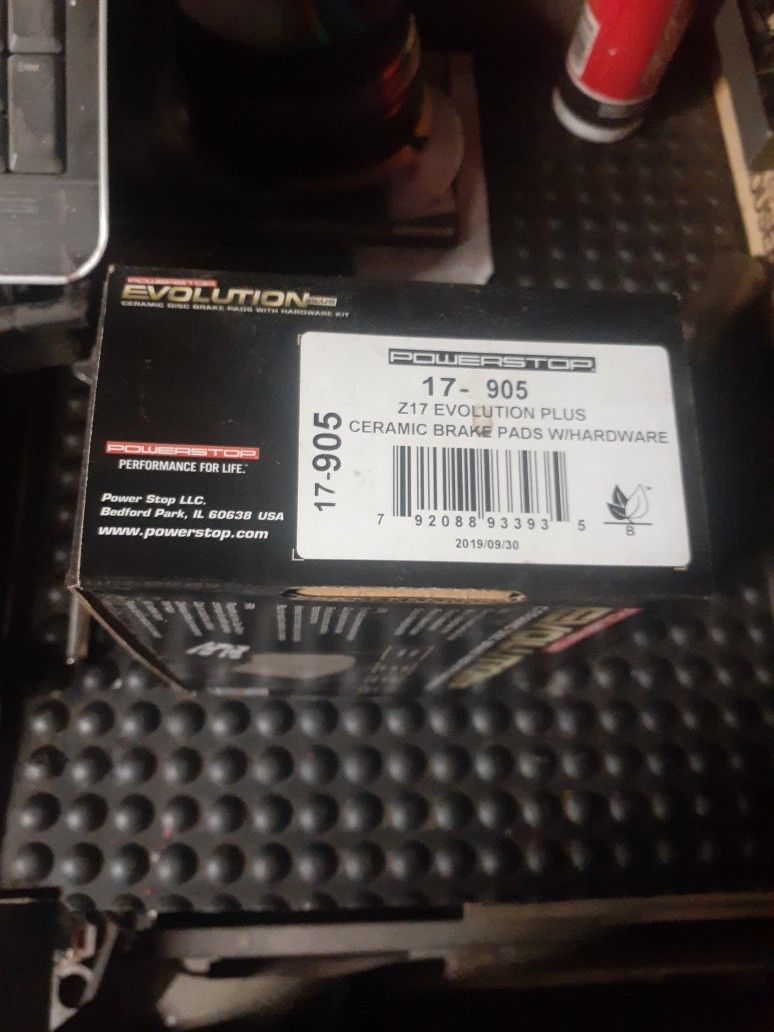 Enter
POWERSTOP
EVOLUTION PLUS
CERAMIC DISC BRAKE PADS WITH HARDWARE KIT
POWERSTOP
17- 905
Z17 EVOLUTION PLUS
CERAMIC BRAKE PADS W/HARDWARE
17-905
7 92088 93393 5
2019/09/30
B
POWERSTOP
PERFORMANCE FOR LIFE.™
Power Stop LLC.
Bedford Park, IL 60638 USA
www.powerstop.com